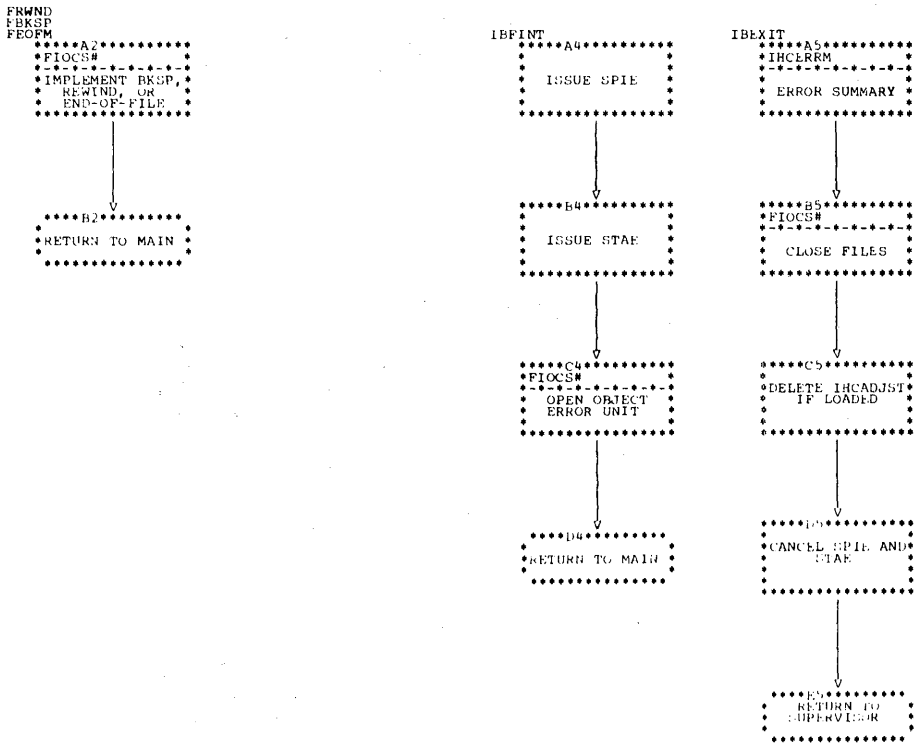 FRWND
FBKSP
FEOFM
A2
FIOCS#
IMPLEMENT BKSP,
REWIND, OR
END-OF-FILE
B2
RETURN TO MAIN
IBFINT
A4
ISSUE SPIE
B4
ISSUE STAE
C4
FIOCS#
OPEN OBJECT
ERROR UNIT
D4
RETURN TO MAIN
IBEXIT
A5
IHCERRM
ERROR SUMMARY
B5
FIOCS#
CLOSE FILES
C5
DELETE IHCADJST
IF LOADED
D5
CANCEL SPIE AND
STAE
E5
RETURN TO
SUPERVISOR